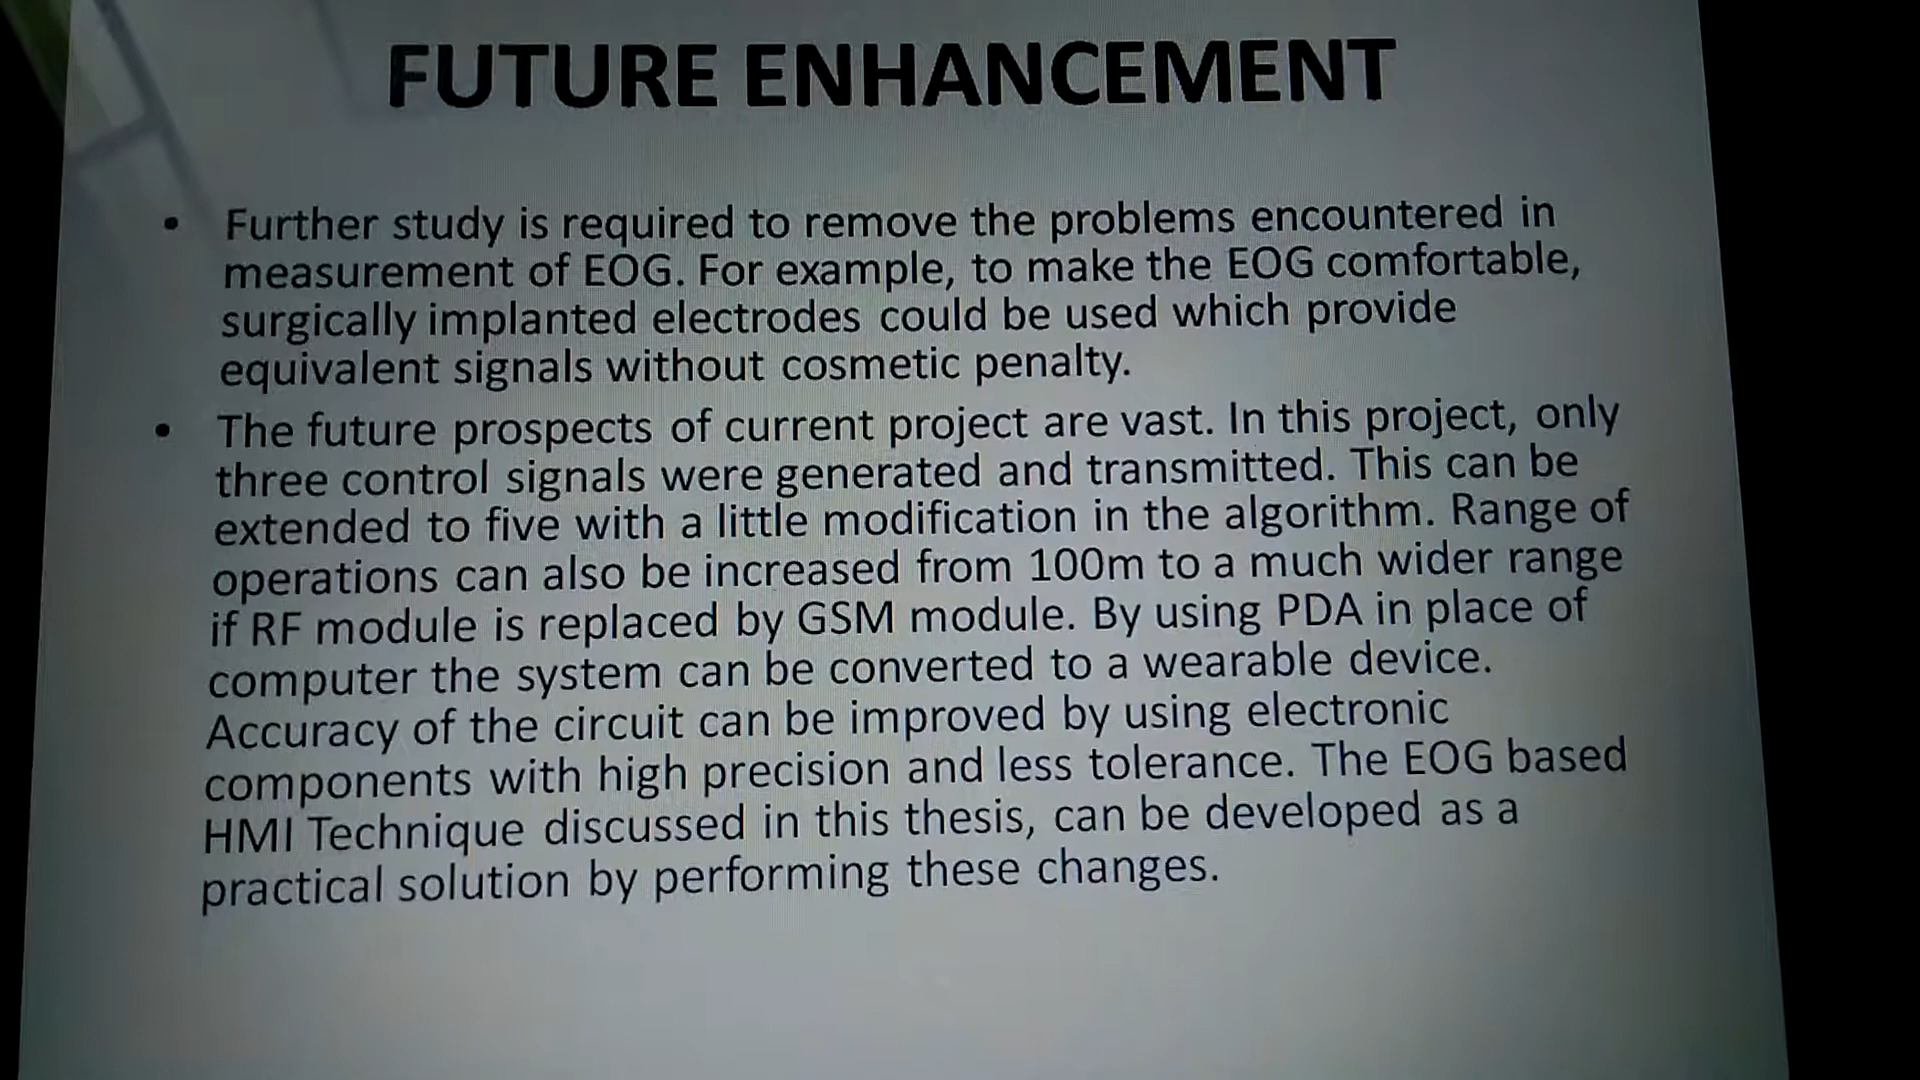 FUTURE ENHANCEMENT
• Further study is required to remove the problems encountered in
measurement of EOG. For example, to make the EOG comfortable,
surgically implanted electrodes could be used which provide
equivalent signals without cosmetic penalty.
• The future prospects of current project are vast. In this project, only
three control signals were generated and transmitted. This can be
extended to five with a little modification in the algorithm. Range of
operations can also be increased from 100m to a much wider range
if RF module is replaced by GSM module. By using PDA in place of
computer the system can be converted to a wearable device.
Accuracy of the circuit can be improved by using electronic
components with high precision and less tolerance. The EOG based
HMI Technique discussed in this thesis, can be developed as a
practical solution by performing these changes.